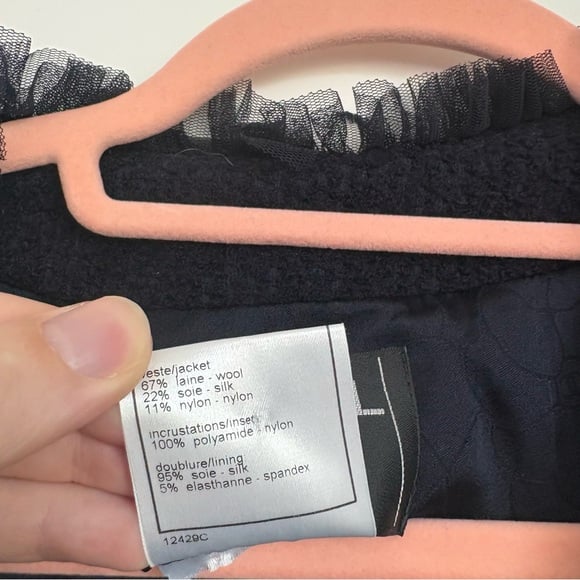 veste/jacket
67% laine - wool
22% soie - silk
11% nylon - nylon
incrustations/inset
100% polyamide - nylon
doublure/lining
95% soie - silk
5% elasthanne - spandex
12429C